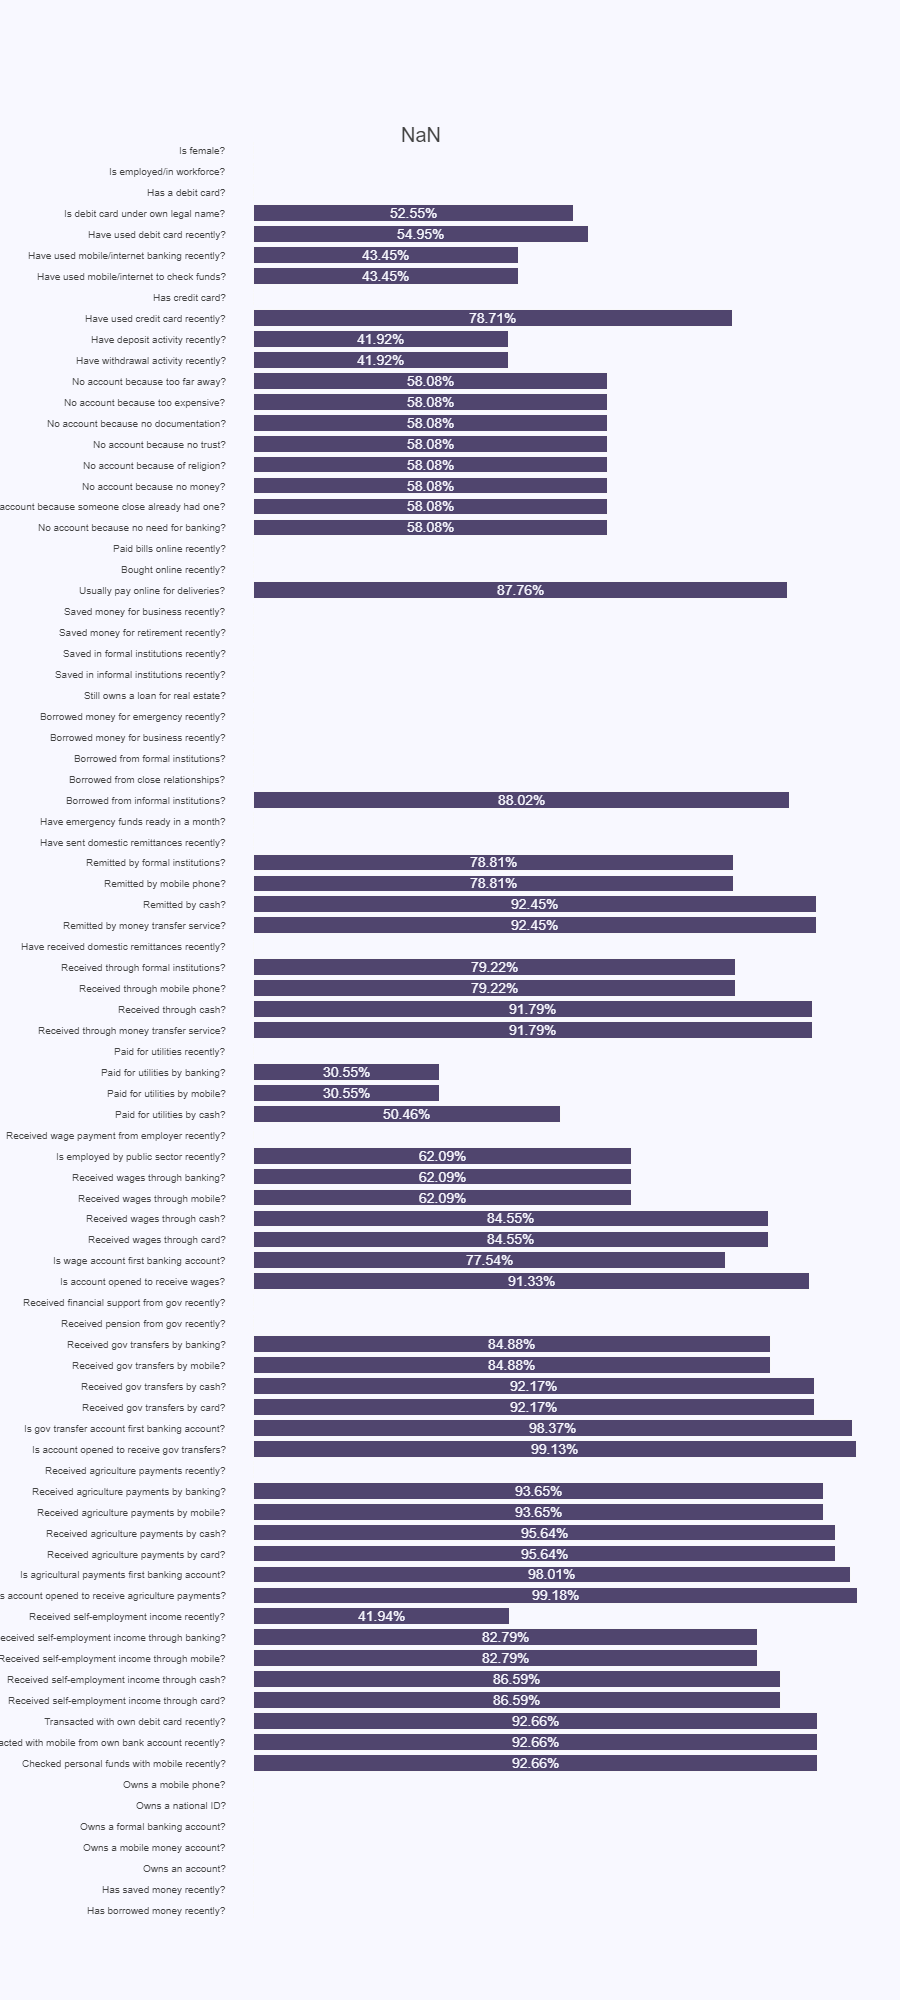 NaN
Is female?
Is employed/in workforce?
Has a debit card?
Is debit card under own legal name? 52.55%
Have used debit card recently? 54.95%
Have used mobile/internet banking recently? 43.45%
Have used mobile/internet to check funds? 43.45%
Has credit card?
Have used credit card recently? 78.71%
Have deposit activity recently? 41.92%
Have withdrawal activity recently? 41.92%
No account because too far away? 58.08%
No account because too expensive? 58.08%
No account because no documentation? 58.08%
No account because no trust? 58.08%
No account because of religion? 58.08%
No account because no money? 58.08%
account because someone close already had one? 58.08%
No account because no need for banking? 58.08%
Paid bills online recently?
Bought online recently?
Usually pay online for deliveries? 87.76%
Saved money for business recently?
Saved money for retirement recently?
Saved in formal institutions recently?
Saved in informal institutions recently?
Still owns a loan for real estate?
Borrowed money for emergency recently?
Borrowed money for business recently?
Borrowed from formal institutions?
Borrowed from close relationships?
Borrowed from informal institutions? 88.02%
Have emergency funds ready in a month?
Have sent domestic remittances recently?
Remitted by formal institutions? 78.81%
Remitted by mobile phone? 78.81%
Remitted by cash? 92.45%
Remitted by money transfer service? 92.45%
Have received domestic remittances recently?
Received through formal institutions? 79.22%
Received through mobile phone? 79.22%
Received through cash? 91.79%
Received through money transfer service? 91.79%
Paid for utilities recently?
Paid for utilities by banking? 30.55%
Paid for utilities by mobile? 30.55%
Paid for utilities by cash? 50.46%
Received wage payment from employer recently?
Is employed by public sector recently? 62.09%
Received wages through banking? 62.09%
Received wages through mobile? 62.09%
Received wages through cash? 84.55%
Received wages through card? 84.55%
Is wage account first banking account? 77.54%
Is account opened to receive wages? 91.33%
Received financial support from gov recently?
Received pension from gov recently?
Received gov transfers by banking? 84.88%
Received gov transfers by mobile? 84.88%
Received gov transfers by cash? 92.17%
Received gov transfers by card? 92.17%
Is gov transfer account first banking account? 98.37%
Is account opened to receive gov transfers? 99.13%
Received agriculture payments recently?
Received agriculture payments by banking? 93.65%
Received agriculture payments by mobile? 93.65%
Received agriculture payments by cash? 95.64%
Received agriculture payments by card? 95.64%
Is agricultural payments first banking account? 98.01%
s account opened to receive agriculture payments? 99.18%
Received self-employment income recently? 41.94%
eceived self-employment income through banking? 82.79%
Received self-employment income through mobile? 82.79%
Received self-employment income through cash? 86.59%
Received self-employment income through card? 86.59%
Transacted with own debit card recently? 92.66%
acted with mobile from own bank account recently? 92.66%
Checked personal funds with mobile recently? 92.66%
Owns a mobile phone?
Owns a national ID?
Owns a formal banking account?
Owns a mobile money account?
Owns an account?
Has saved money recently?
Has borrowed money recently?